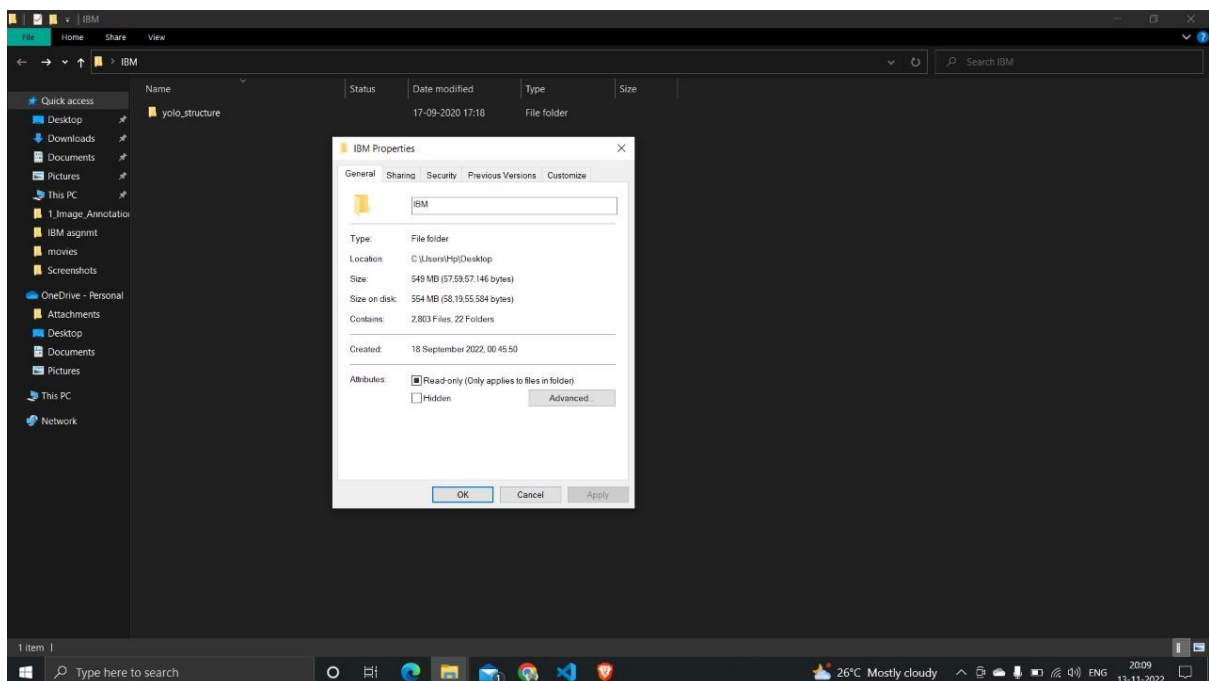 IBM
File Home Share View
IBM
Search IBM
Name Status Date modified Type Size
Quick access
yolo_structure 17-09-2020 17:18 File folder
Desktop
Downloads
Documents
Pictures
This PC
1_Image_Annotation
IBM asgnmt
movies
Screenshots
OneDrive - Personal
Attachments
Desktop
Documents
Pictures
This PC
Network
IBM Properties
General Sharing Security Previous Versions Customize
IBM
Type: File folder
Location: C:\Users\Hp\Desktop
Size: 549 MB (57,59,57,146 bytes)
Size on disk: 554 MB (58,19,55,584 bytes)
Contains: 2,803 Files, 22 Folders
Created: 18 September 2022, 00:45:50
Attributes: Read-only (Only applies to files in folder)
Hidden Advanced...
OK Cancel Apply
1 item
Type here to search
26°C Mostly cloudy ENG 20:09
13-11-2022